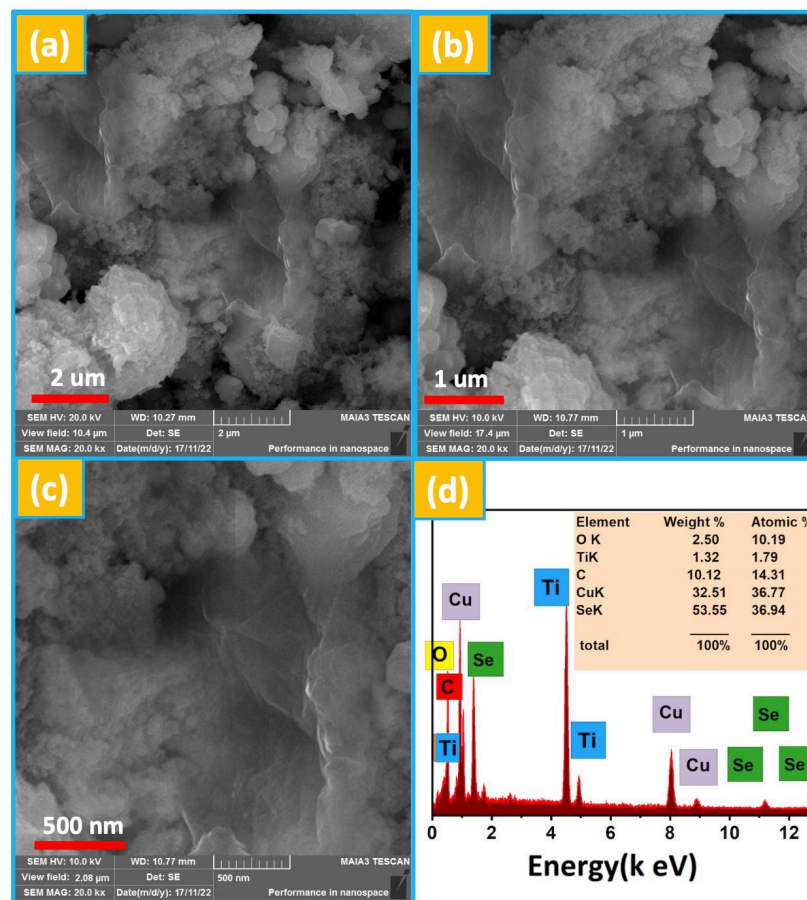 (a)
2 um
SEM HV: 20.0 kV WD: 10.27 mm MAIA3 TESCAN
View field: 10.4 µm Det: SE 2 µm
SEM MAG: 20.0 kx Date(m/d/y): 17/11/22 Performance in nanospace
(b)
1 um
SEM HV: 10.0 kV WD: 10.77 mm MAIA3 TESCAN
View field: 17.4 µm Det: SE 1 µm
SEM MAG: 20.0 kx Date(m/d/y): 17/11/22 Performance in nanospace
(c)
500 nm
SEM HV: 10.0 kV WD: 10.77 mm MAIA3 TESCAN
View field: 2.08 µm Det: SE 500 nm
SEM MAG: 20.0 kx Date(m/d/y): 17/11/22 Performance in nanospace
(d)
Element Weight % Atomic %
O K 2.50 10.19
TiK 1.32 1.79
C 10.12 14.31
CuK 32.51 36.77
SeK 53.55 36.94
total 100% 100%
Cu
Ti
O
Se
C
Ti
Ti
Cu
Cu
Se
Se
Se
0 2 4 6 8 10 12
Energy(k eV)